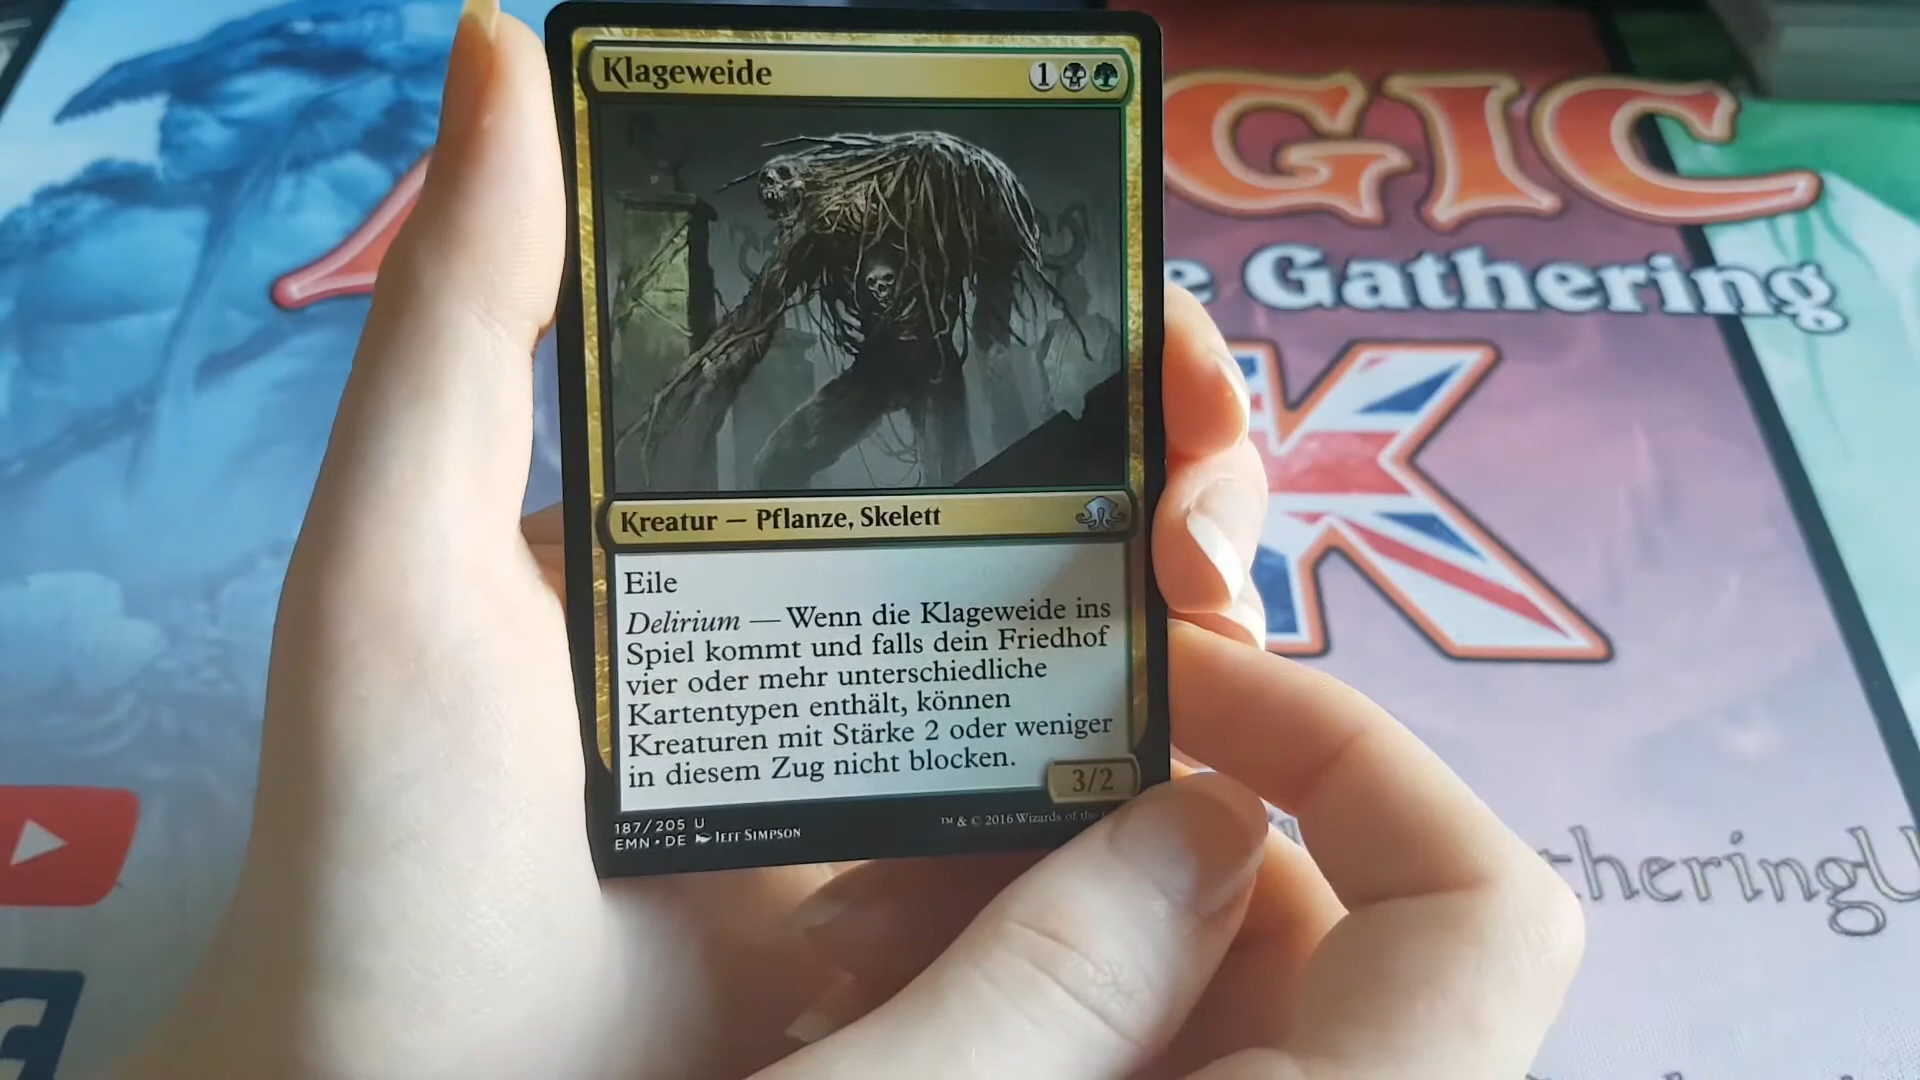 Klageweide
1
GIC
e Gathering
K
Kreatur — Pflanze, Skelett
Eile
Delirium — Wenn die Klageweide ins
Spiel kommt und falls dein Friedhof
vier oder mehr unterschiedliche
Kartentypen enthält, können
Kreaturen mit Stärke 2 oder weniger
in diesem Zug nicht blocken.
3/2
187/205 U
EMN • DE JEFF SIMPSON
™ & © 2016 Wizards of the
theringU